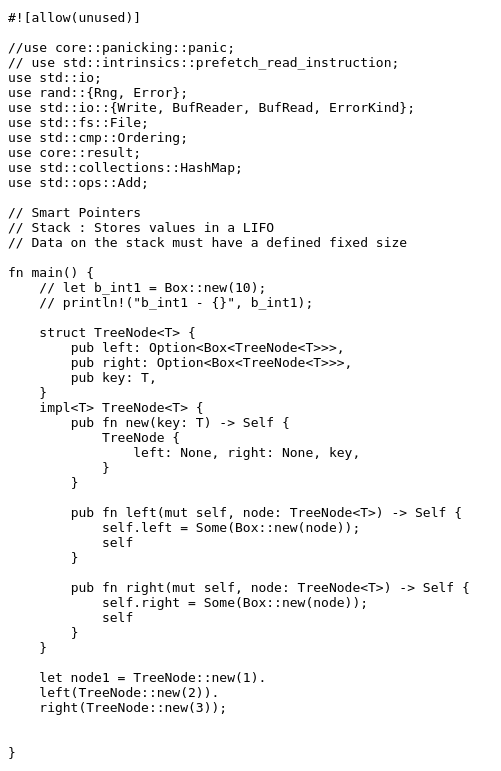 #![allow(unused)]

//use core::panicking::panic;
// use std::intrinsics::prefetch_read_instruction;
use std::io;
use rand::{Rng, Error};
use std::io::{Write, BufReader, BufRead, ErrorKind};
use std::fs::File;
use std::cmp::Ordering;
use core::result;
use std::collections::HashMap;
use std::ops::Add;

// Smart Pointers
// Stack : Stores values in a LIFO
// Data on the stack must have a defined fixed size

fn main() {
    // let b_int1 = Box::new(10);
    // println!("b_int1 - {}", b_int1);

    struct TreeNode<T> {
        pub left: Option<Box<TreeNode<T>>>,
        pub right: Option<Box<TreeNode<T>>>,
        pub key: T,
    }
    impl<T> TreeNode<T> {
        pub fn new(key: T) -> Self {
            TreeNode {
                left: None, right: None, key,
            }
        }

        pub fn left(mut self, node: TreeNode<T>) -> Self {
            self.left = Some(Box::new(node));
            self
        }

        pub fn right(mut self, node: TreeNode<T>) -> Self {
            self.right = Some(Box::new(node));
            self
        }
    }

    let node1 = TreeNode::new(1).
    left(TreeNode::new(2)).
    right(TreeNode::new(3));


}